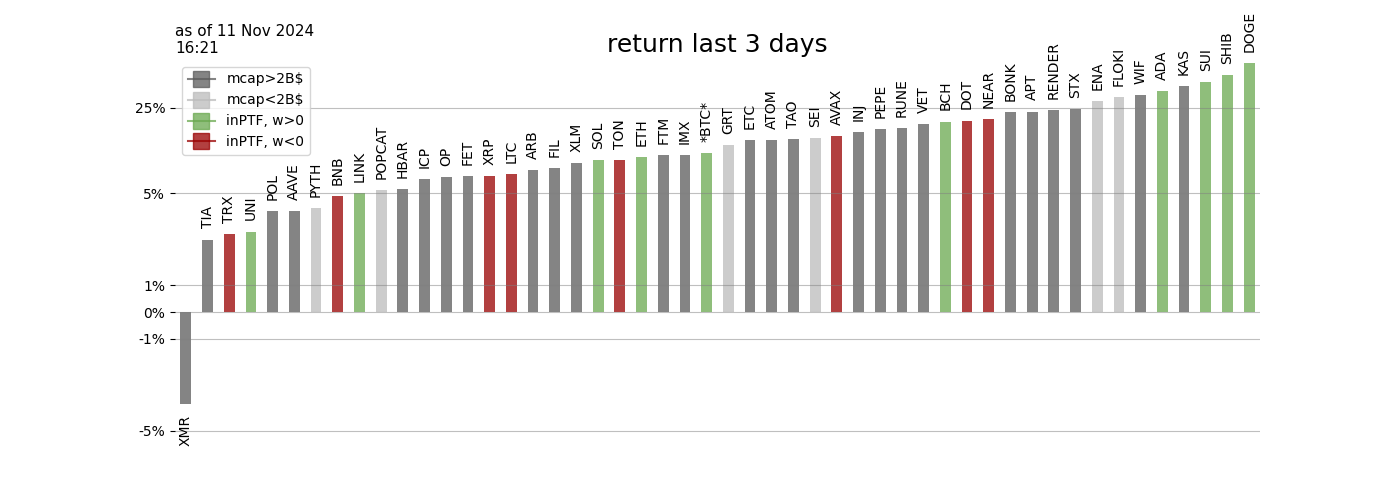 as of 11 Nov 2024
16:21
return last 3 days
mcap>2B$
mcap<2B$
inPTF, w>0
inPTF, w<0
25%
5%
1%
0%
-1%
-5%
XMR
TIA
TRX
UNI
POL
AAVE
PYTH
BNB
LINK
POPCAT
HBAR
ICP
OP
FET
XRP
LTC
ARB
FIL
XLM
SOL
TON
ETH
FTM
IMX
*BTC*
GRT
ETC
ATOM
TAO
SEI
AVAX
INJ
PEPE
RUNE
VET
BCH
DOT
NEAR
BONK
APT
RENDER
STX
ENA
FLOKI
WIF
ADA
KAS
SUI
SHIB
DOGE